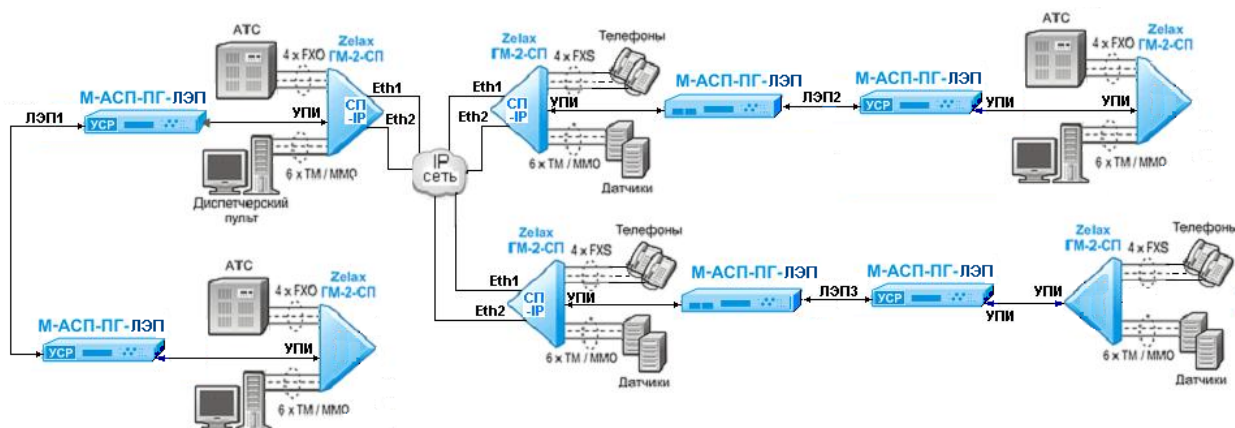 АТС
4 x FXO
Zelax
ГМ-2-СП
М-АСП-ПГ-ЛЭП
УСР
ЛЭП1
УПИ
СП
-IP
Eth1
Eth2
6 x ТМ / ММО
Диспетчерский
пульт
IP
сеть
Zelax
ГМ-2-СП
4 x FXS
Телефоны
Eth1
Eth2
СП
-IP
УПИ
6 x ТМ / ММО
Датчики
М-АСП-ПГ-ЛЭП
ЛЭП2
М-АСП-ПГ-ЛЭП
УСР
УПИ
АТС
4 x FXO
Zelax
ГМ-2-СП
6 x ТМ / ММО
АТС
4 x FXO
Zelax
ГМ-2-СП
М-АСП-ПГ-ЛЭП
УСР
УПИ
6 x ТМ / ММО
Zelax
ГМ-2-СП
4 x FXS
Телефоны
Eth1
Eth2
СП
-IP
УПИ
6 x ТМ / ММО
Датчики
М-АСП-ПГ-ЛЭП
ЛЭП3
М-АСП-ПГ-ЛЭП
УСР
УПИ
УПИ
Zelax
ГМ-2-СП
4 x FXS
Телефоны
6 x ТМ / ММО
Датчики